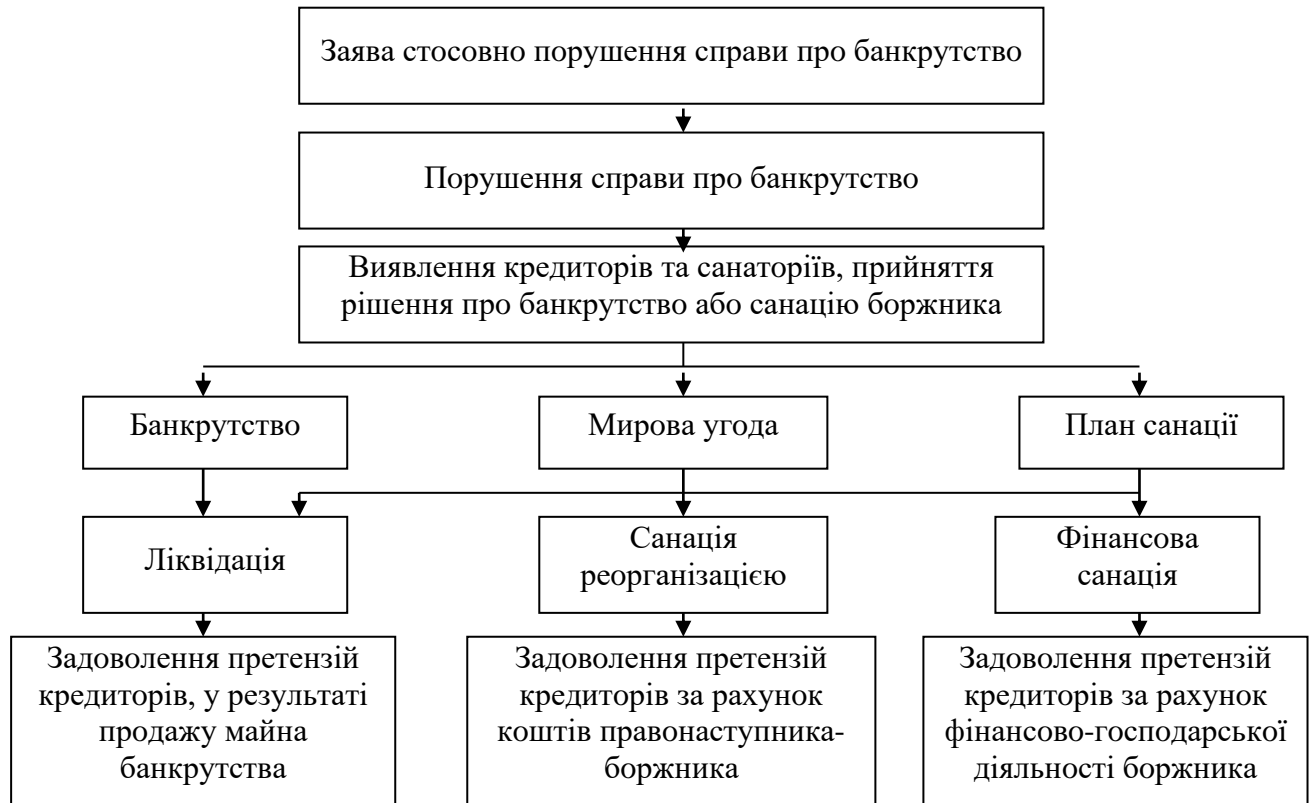 Заява стосовно порушення справи про банкрутство
Порушення справи про банкрутство
Виявлення кредиторів та санаторіїв, прийняття
рішення про банкрутство або санацію боржника
Банкрутство
Мирова угода
План санації
Ліквідація
Санація
реорганізацією
Фінансова
санація
Задоволення претензій
кредиторів, у результаті
продажу майна
банкрутства
Задоволення претензій
кредиторів за рахунок
коштів правонаступника-
боржника
Задоволення претензій
кредиторів за рахунок
фінансово-господарської
діяльності боржника